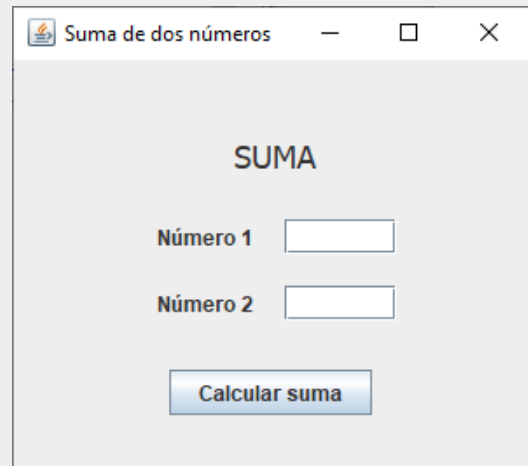 Suma de dos números
SUMA
Número 1
Número 2
Calcular suma